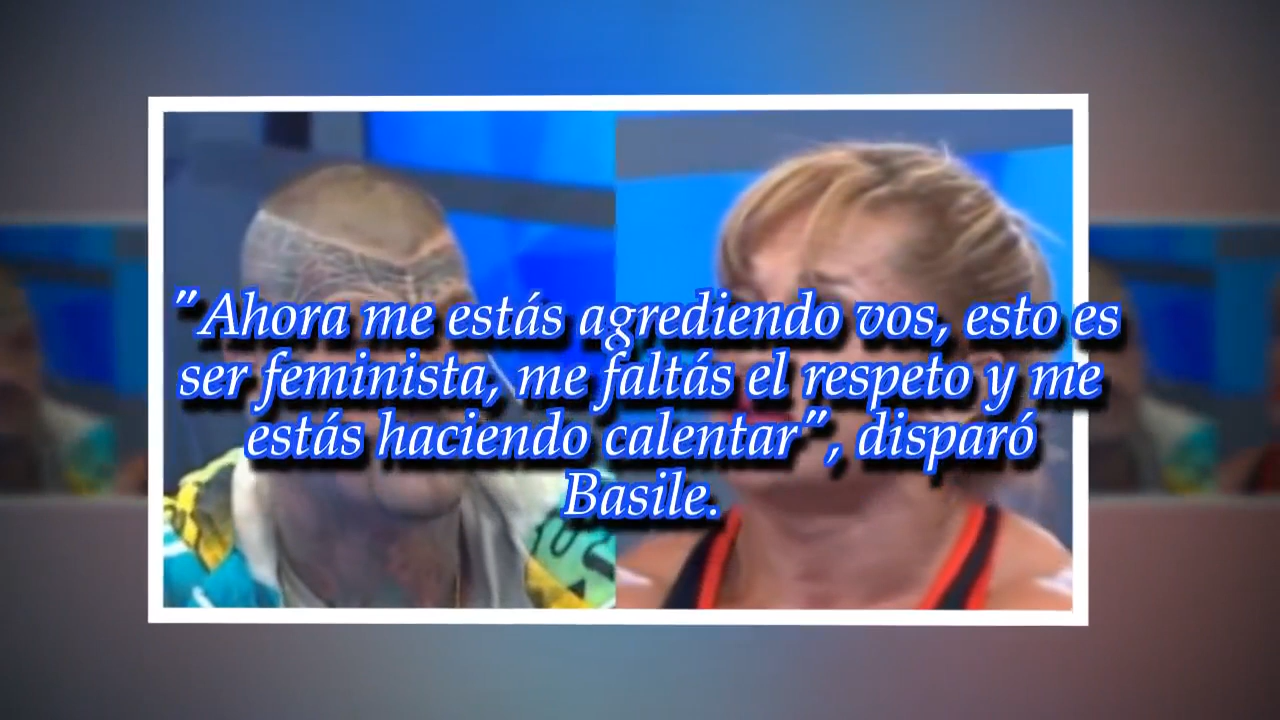 "Ahora me estás agrediendo vos, esto es
ser feminista, me faltás el respeto y me
estás haciendo calentar", disparó
Basile.